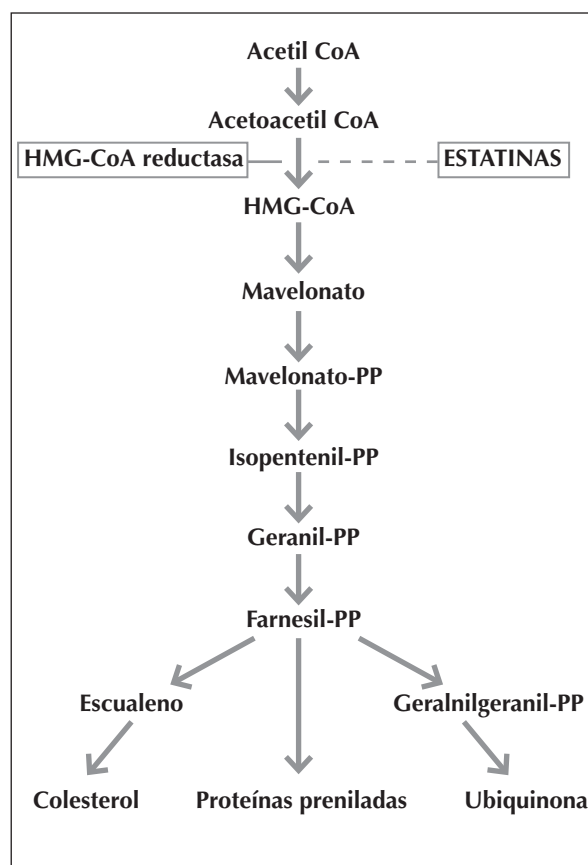 Acetil CoA
Acetoacetil CoA
HMG-CoA reductasa
ESTATINAS
HMG-CoA
Mavelonato
Mavelonato-PP
Isopentenil-PP
Geranil-PP
Farnesil-PP
Escualeno
Geralnilgeranil-PP
Colesterol
Proteínas preniladas
Ubiquinona